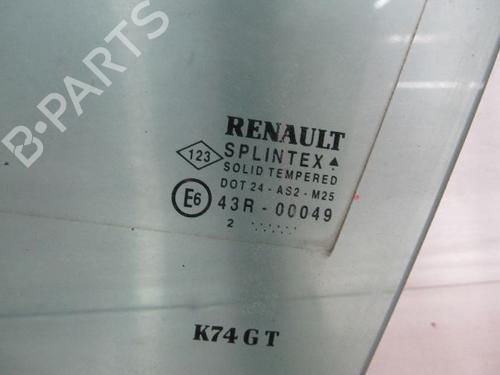 B-PARTS
RENAULT
123 SPLINTEX
SOLID TEMPERED
DOT 24 - AS2 - M25
E6 43R - 00049
2
K74GT